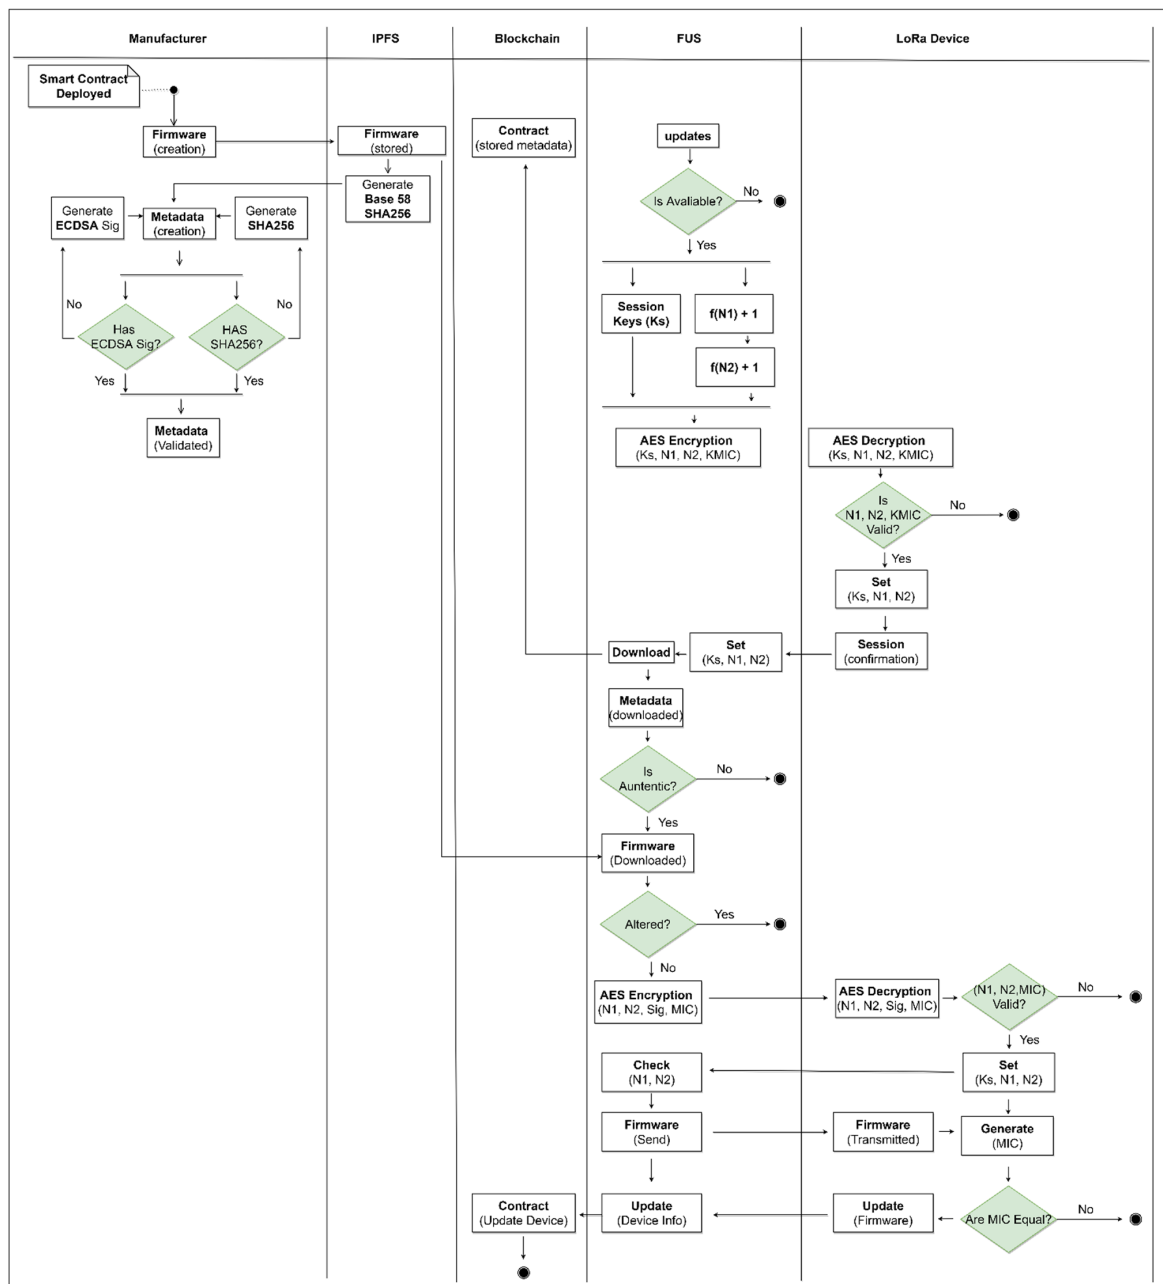 Manufacturer
IPFS
Blockchain
FUS
LoRa Device
Smart Contract
Deployed
Firmware
(creation)
Firmware
(stored)
Contract
(stored metadata)
updates
Generate
Base 58
SHA256
Is Avaliable?
No
Yes
Generate
ECDSA Sig
Metadata
(creation)
Generate
SHA256
No
No
Has
ECDSA Sig?
HAS
SHA256?
Yes
Yes
Metadata
(Validated)
Session
Keys (Ks)
f(N1) + 1
f(N2) + 1
AES Encryption
(Ks, N1, N2, KMIC)
AES Decryption
(Ks, N1, N2, KMIC)
Is
N1, N2, KMIC
Valid?
No
Yes
Set
(Ks, N1, N2)
Session
(confirmation)
Set
(Ks, N1, N2)
Download
Metadata
(downloaded)
Is
Auntentic?
No
Yes
Firmware
(Downloaded)
Altered?
Yes
No
AES Encryption
(N1, N2, Sig, MIC)
AES Decryption
(N1, N2, Sig, MIC)
(N1, N2,MIC)
Valid?
No
Yes
Check
(N1, N2)
Set
(Ks, N1, N2)
Firmware
(Send)
Firmware
(Transmitted)
Generate
(MIC)
Contract
(Update Device)
Update
(Device Info)
Update
(Firmware)
Are MIC Equal?
No